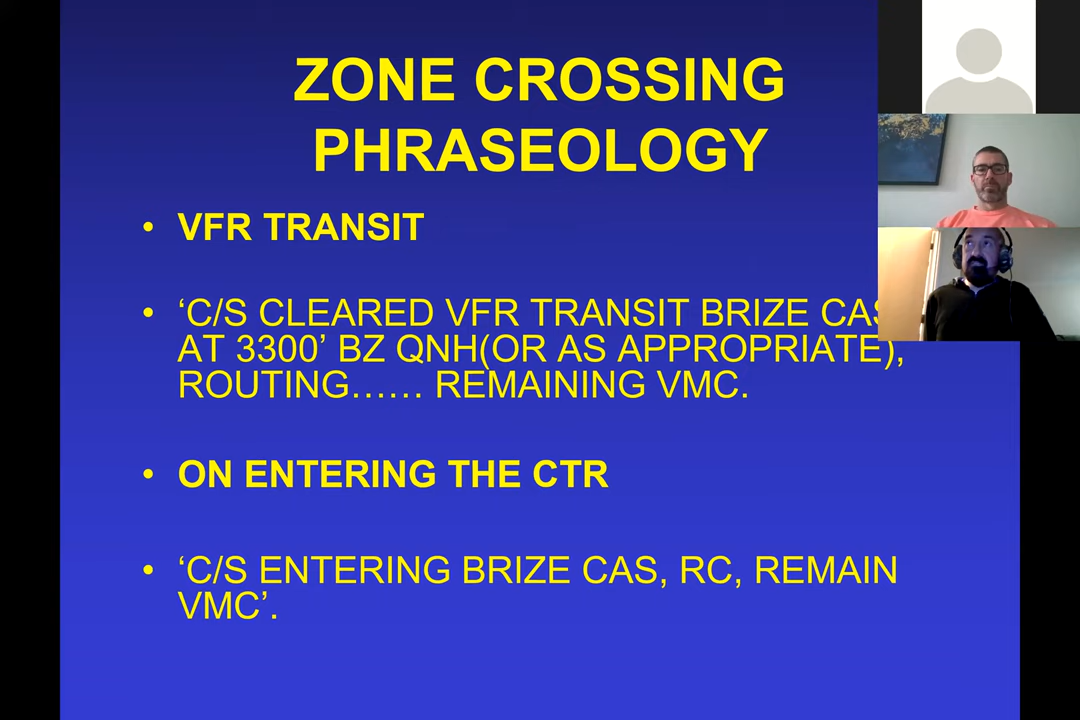 ZONE CROSSING
PHRASEOLOGY
• VFR TRANSIT
• ‘C/S CLEARED VFR TRANSIT BRIZE
AT 3300’ BZ QNH(OR AS APPROPRIATE),
ROUTING…… REMAINING VMC.
• ON ENTERING THE CTR
• ‘C/S ENTERING BRIZE CAS, RC, REMAIN
VMC’.